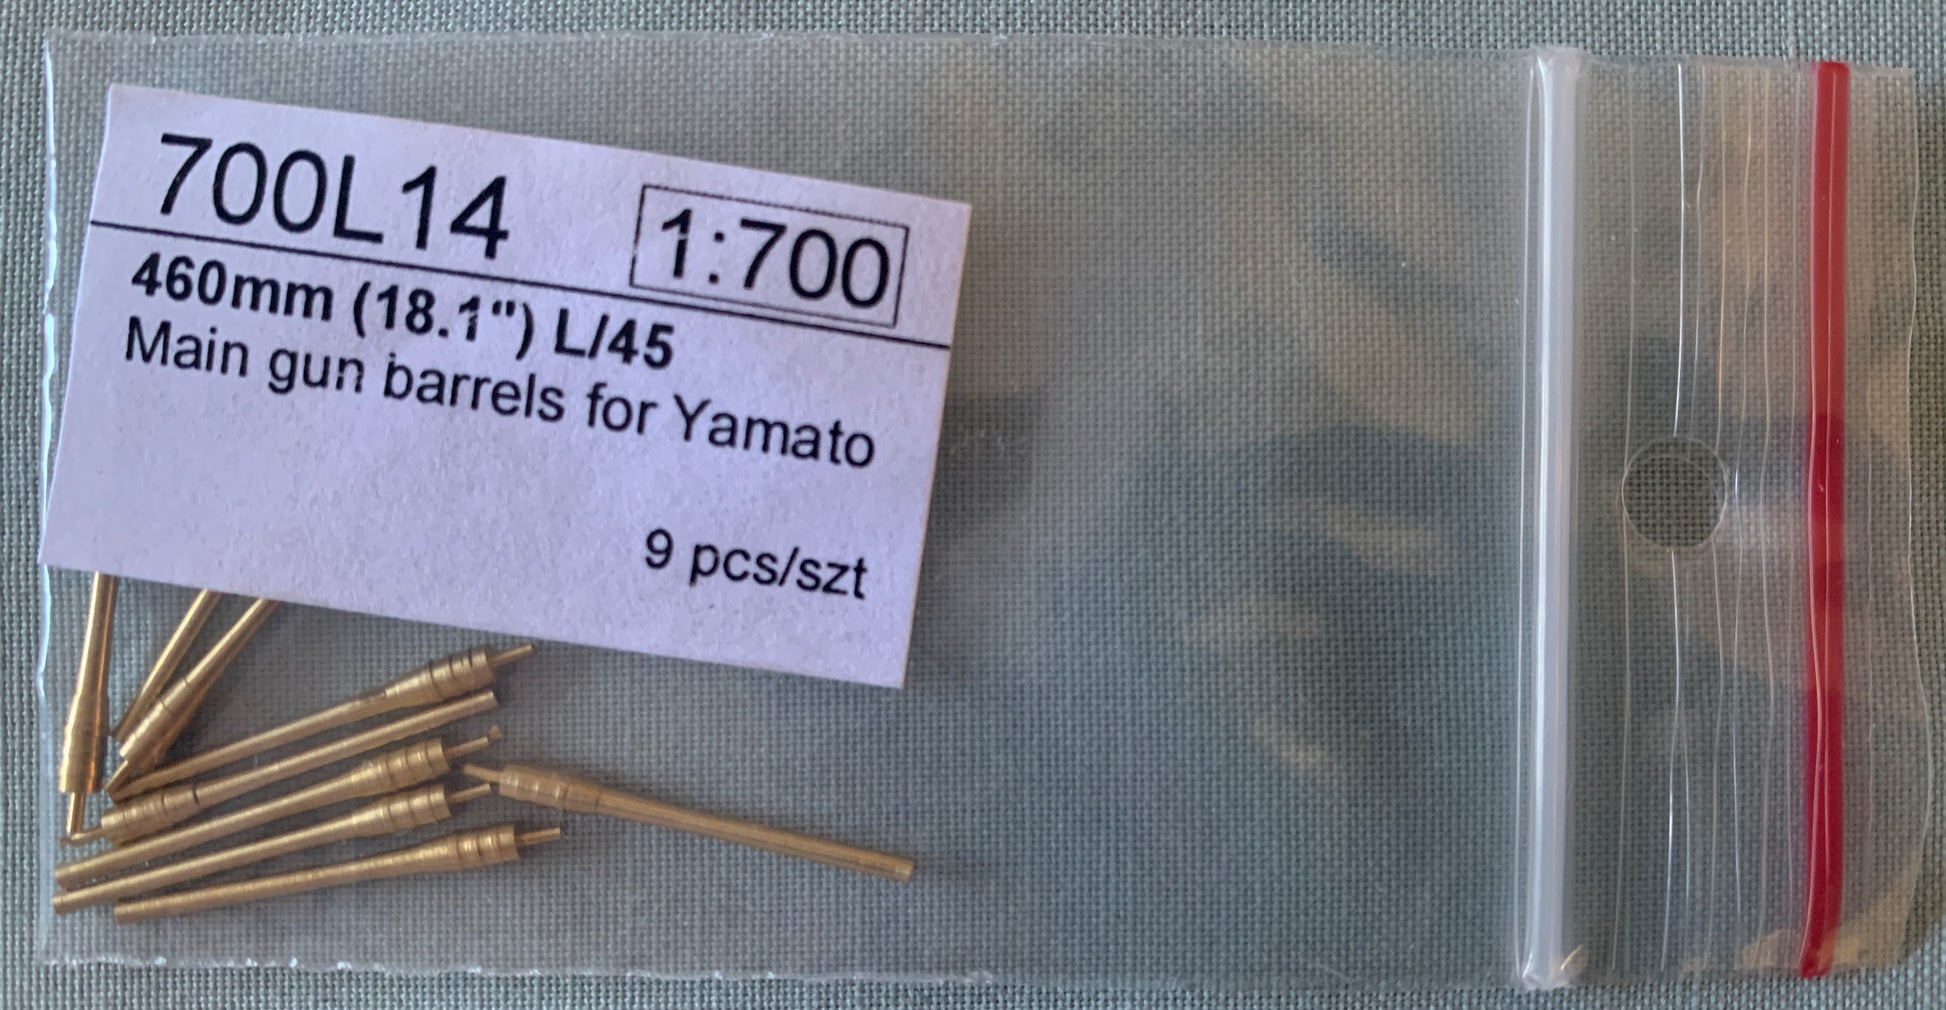 700L14
1:700
460mm (18.1") L/45
Main gun barrels for Yamato
9 pcs/szt